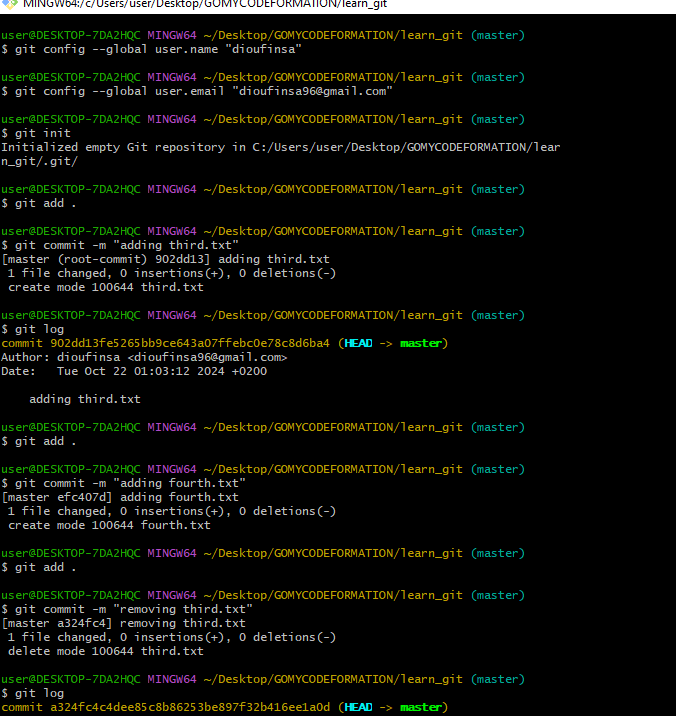 MINGW64:/c/Users/user/Desktop/GOMYCODEFORMATION/learn_git
user@DESKTOP-7DA2HQC MINGW64 ~/Desktop/GOMYCODEFORMATION/learn_git (master)
$ git config --global user.name "dioufinsa"
user@DESKTOP-7DA2HQC MINGW64 ~/Desktop/GOMYCODEFORMATION/learn_git (master)
$ git config --global user.email "dioufinsa96@gmail.com"
user@DESKTOP-7DA2HQC MINGW64 ~/Desktop/GOMYCODEFORMATION/learn_git (master)
$ git init
Initialized empty Git repository in C:/Users/user/Desktop/GOMYCODEFORMATION/lear
n_git/.git/
user@DESKTOP-7DA2HQC MINGW64 ~/Desktop/GOMYCODEFORMATION/learn_git (master)
$ git add .
user@DESKTOP-7DA2HQC MINGW64 ~/Desktop/GOMYCODEFORMATION/learn_git (master)
$ git commit -m "adding third.txt"
[master (root-commit) 902dd13] adding third.txt
 1 file changed, 0 insertions(+), 0 deletions(-)
 create mode 100644 third.txt
user@DESKTOP-7DA2HQC MINGW64 ~/Desktop/GOMYCODEFORMATION/learn_git (master)
$ git log
commit 902dd13fe5265bb9ce643a07ffebc0e78c8d6ba4 (HEAD -> master)
Author: dioufinsa <dioufinsa96@gmail.com>
Date:   Tue Oct 22 01:03:12 2024 +0200
    adding third.txt
user@DESKTOP-7DA2HQC MINGW64 ~/Desktop/GOMYCODEFORMATION/learn_git (master)
$ git add .
user@DESKTOP-7DA2HQC MINGW64 ~/Desktop/GOMYCODEFORMATION/learn_git (master)
$ git commit -m "adding fourth.txt"
[master efc407d] adding fourth.txt
 1 file changed, 0 insertions(+), 0 deletions(-)
 create mode 100644 fourth.txt
user@DESKTOP-7DA2HQC MINGW64 ~/Desktop/GOMYCODEFORMATION/learn_git (master)
$ git add .
user@DESKTOP-7DA2HQC MINGW64 ~/Desktop/GOMYCODEFORMATION/learn_git (master)
$ git commit -m "removing third.txt"
[master a324fc4] removing third.txt
 1 file changed, 0 insertions(+), 0 deletions(-)
 delete mode 100644 third.txt
user@DESKTOP-7DA2HQC MINGW64 ~/Desktop/GOMYCODEFORMATION/learn_git (master)
$ git log
commit a324fc4c4dee85c8b86253be897f32b416ee1a0d (HEAD -> master)